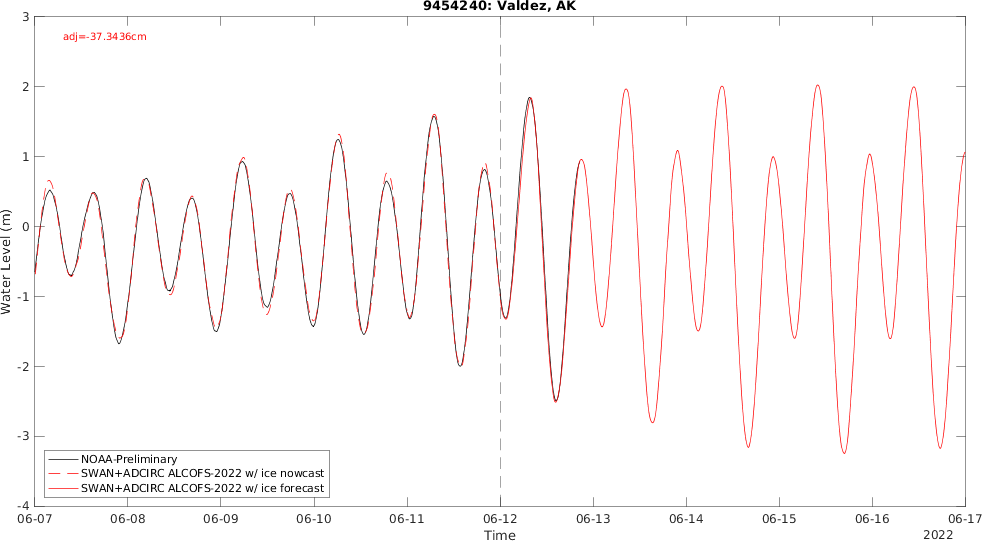 9454240: Valdez, AK
adj=-37.3436cm
3
2
1
0
-1
-2
-3
-4
Water Level (m)
NOAA-Preliminary
SWAN+ADCIRC ALCOFS-2022 w/ ice nowcast
SWAN+ADCIRC ALCOFS-2022 w/ ice forecast
06-07 06-08 06-09 06-10 06-11 06-12 06-13 06-14 06-15 06-16 06-17
Time
2022